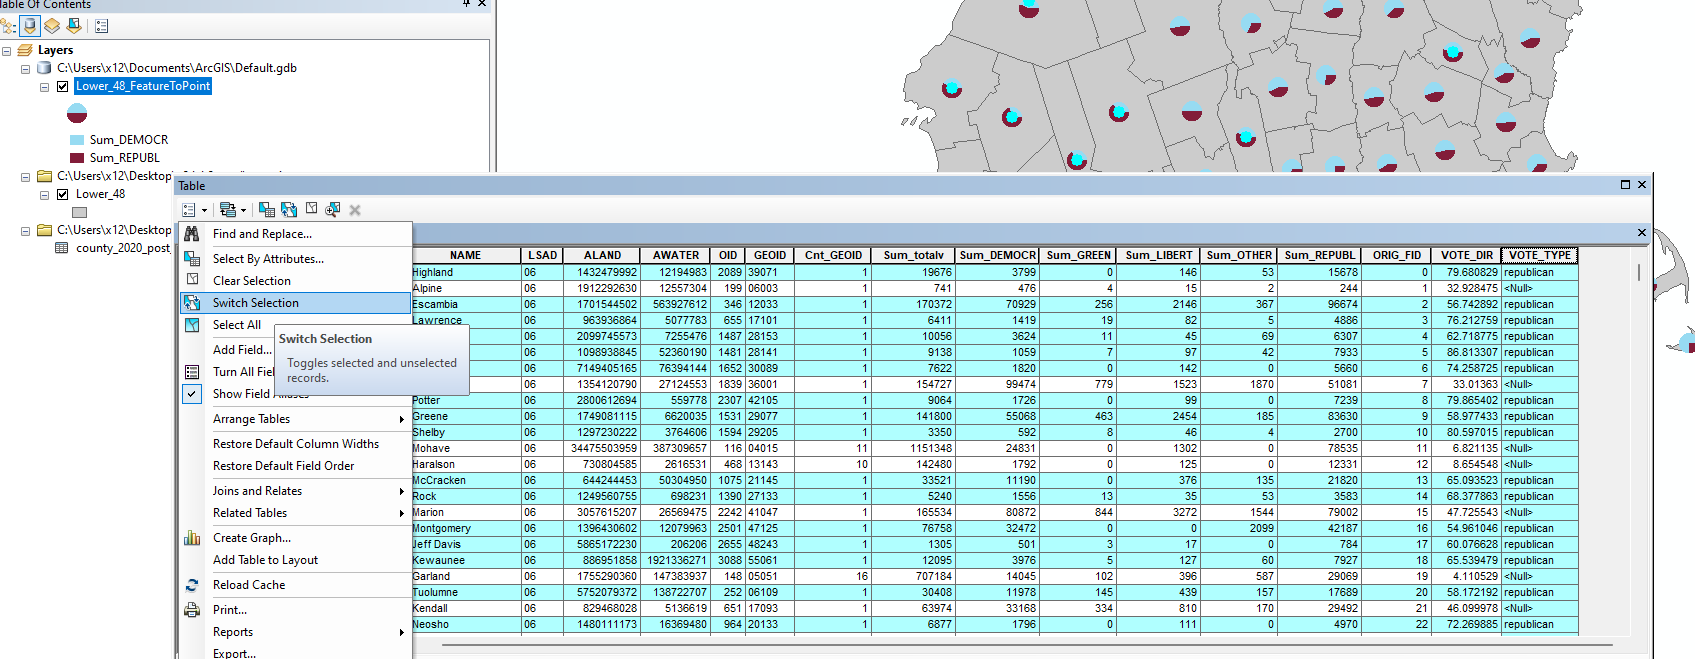 Table Of Contents
Layers
C:\Users\x12\Documents\ArcGIS\Default.gdb
Lower_48_FeatureToPoint
Sum_DEMOCR
Sum_REPUBL
C:\Users\x12\Desktop
Lower_48
C:\Users\x12\Desktop
county_2020_post
Table
Find and Replace...
Select By Attributes...
Clear Selection
Switch Selection
Select All
Add Field...
Turn All Fiel
Show Field Aliases
Arrange Tables
Restore Default Column Widths
Restore Default Field Order
Joins and Relates
Related Tables
Create Graph...
Add Table to Layout
Reload Cache
Print...
Reports
Export...
Switch Selection
Toggles selected and unselected
records.
NAME LSAD ALAND AWATER OID GEOID Cnt_GEOID Sum_totalv Sum_DEMOCR Sum_GREEN Sum_LIBERT Sum_OTHER Sum_REPUBL ORIG_FID VOTE_DIR VOTE_TYPE
Highland 06 1432479992 12194983 2089 39071 1 19676 3799 0 146 53 15678 0 79.680829 republican
Alpine 06 1912292630 12557304 199 06003 1 741 476 4 15 2 244 1 32.928475 <Null>
Escambia 06 1701544502 563927612 346 12033 1 170372 70929 256 2146 367 96674 2 56.742892 republican
Lawrence 06 963936864 5077783 655 17101 1 6411 1419 19 82 5 4886 3 76.212759 republican
06 2099745573 7255476 1487 28153 1 10056 3624 11 45 69 6307 4 62.718775 republican
06 1098938845 52360190 1481 28141 1 9138 1059 7 97 42 7933 5 86.813307 republican
06 7149405165 76394144 1652 30089 1 7622 1820 0 142 0 5660 6 74.258725 republican
06 1354120790 27124553 1839 36001 1 154727 99474 779 1523 1870 51081 7 33.01363 <Null>
Potter 06 2800612694 559778 2307 42105 1 9064 1726 0 99 0 7239 8 79.865402 republican
Greene 06 1749081115 6620035 1531 29077 1 141800 55068 463 2454 185 83630 9 58.977433 republican
Shelby 06 1297230222 3764606 1594 29205 1 3350 592 8 46 4 2700 10 80.597015 republican
Mohave 06 34475503959 387309657 116 04015 11 1151348 24831 0 1302 0 78535 11 6.821135 <Null>
Haralson 06 730804585 2616531 468 13143 10 142480 1792 0 125 0 12331 12 8.654548 <Null>
McCracken 06 644244453 50304950 1075 21145 1 33521 11190 0 376 135 21820 13 65.093523 republican
Rock 06 1249560755 698231 1390 27133 1 5240 1556 13 35 53 3583 14 68.377863 republican
Marion 06 3057615207 26569475 2242 41047 1 165534 80872 844 3272 1544 79002 15 47.725543 <Null>
Montgomery 06 1396430602 12079963 2501 47125 1 76758 32472 0 0 2099 42187 16 54.961046 republican
Jeff Davis 06 5865172230 206206 2655 48243 1 1305 501 3 17 0 784 17 60.076628 republican
Kewaunee 06 886951858 1921336271 3088 55061 1 12095 3976 5 127 60 7927 18 65.539479 republican
Garland 06 1755290360 147383937 148 05051 16 707184 14045 102 396 587 29069 19 4.110529 <Null>
Tuolumne 06 5752079372 138722707 252 06109 1 30408 11978 145 439 157 17689 20 58.172192 republican
Kendall 06 829468028 5136619 651 17093 1 63974 33168 334 810 170 29492 21 46.099978 <Null>
Neosho 06 1480111173 16369480 964 20133 1 6877 1796 0 111 0 4970 22 72.269885 republican